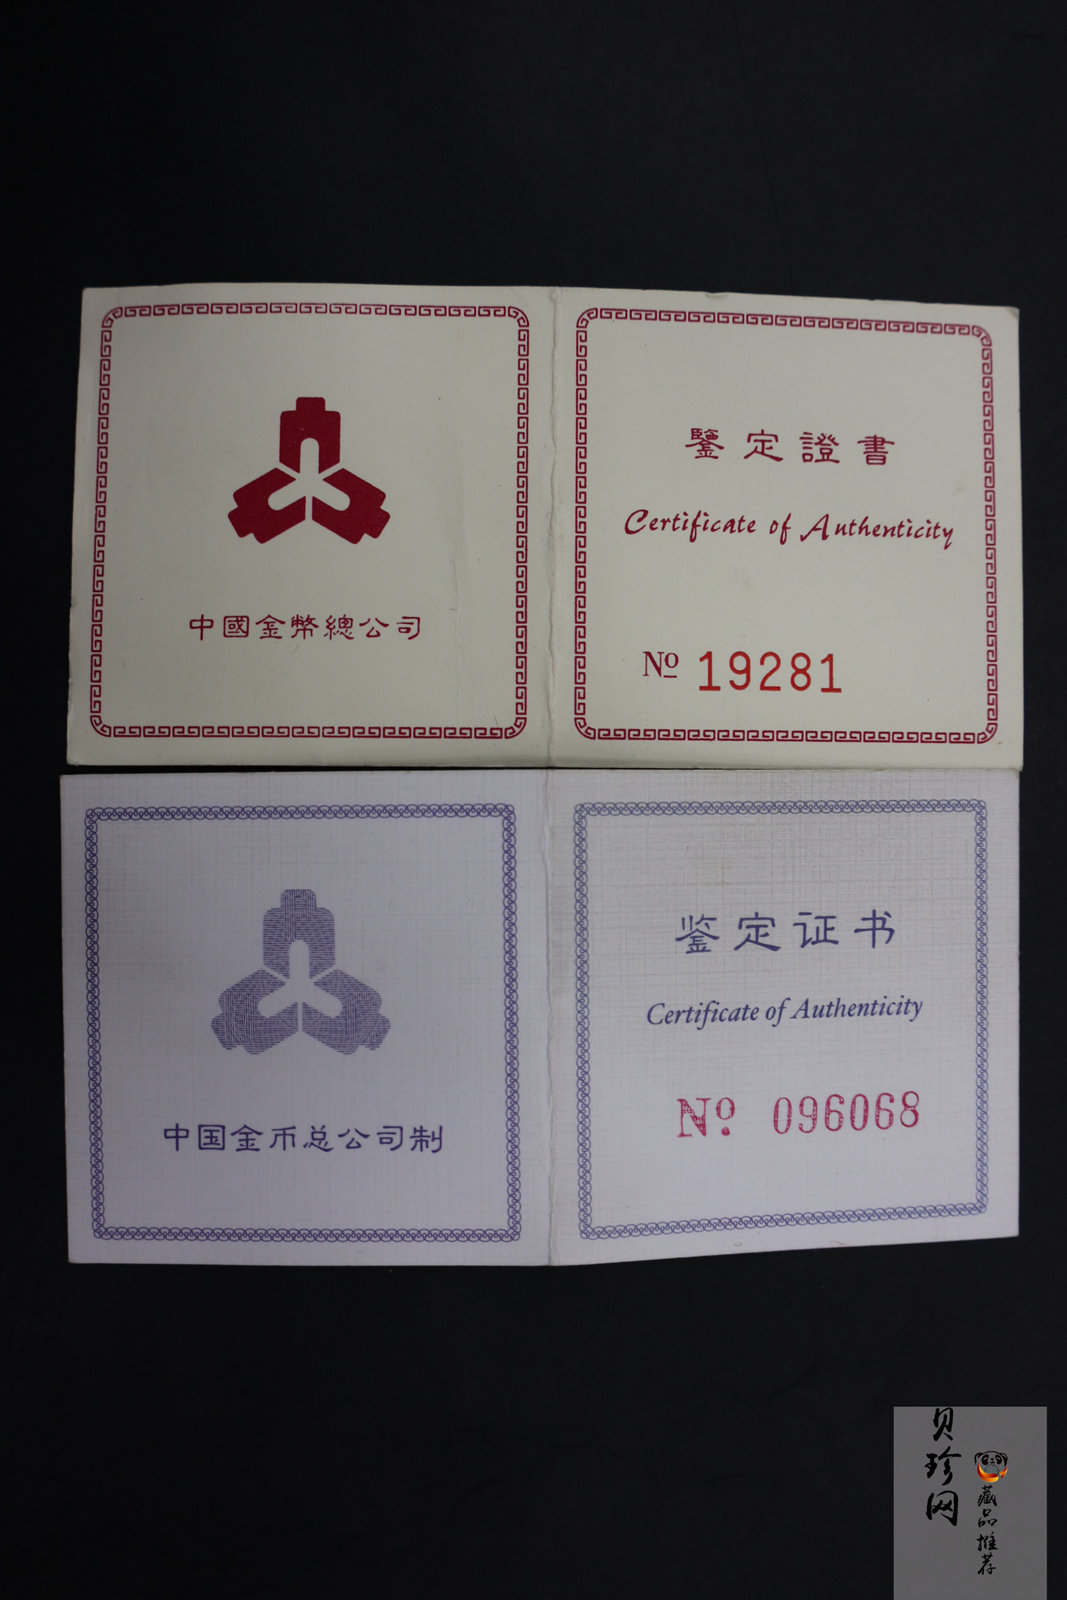 中國金幣總公司
鑒定證書
Certificate of Authenticity
№ 19281
中国金币总公司制
鉴定证书
Certificate of Authenticity
№ 096068
贝珍网
藏品推荐